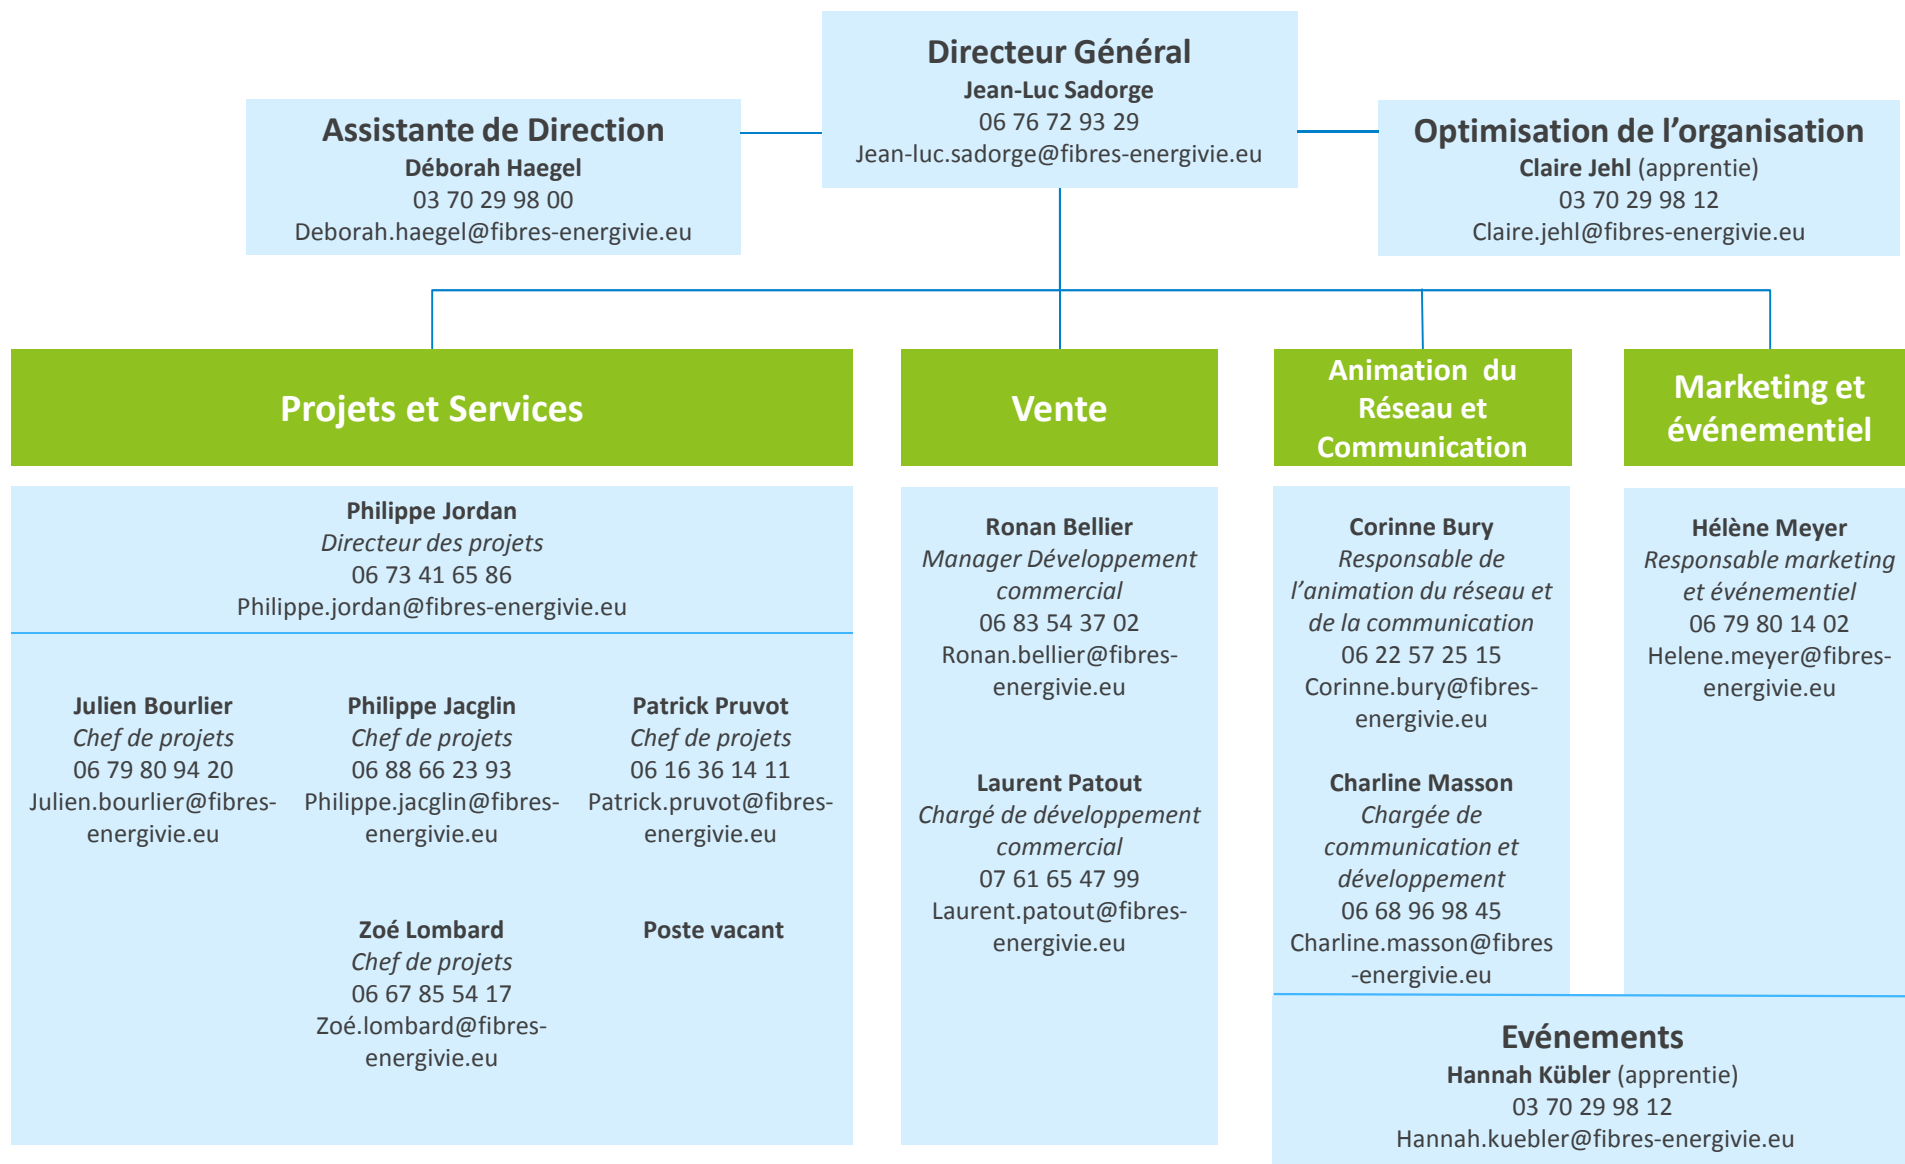 Directeur Général
Jean-Luc Sadorge
06 76 72 93 29
Jean-luc.sadorge@fibres-energivie.eu
Assistante de Direction
Déborah Haegel
03 70 29 98 00
Deborah.haegel@fibres-energivie.eu
Optimisation de l’organisation
Claire Jehl (apprentie)
03 70 29 98 12
Claire.jehl@fibres-energivie.eu
Projets et Services
Philippe Jordan
Directeur des projets
06 73 41 65 86
Philippe.jordan@fibres-energivie.eu
Julien Bourlier
Chef de projets
06 79 80 94 20
Julien.bourlier@fibres-
energivie.eu
Philippe Jacglin
Chef de projets
06 88 66 23 93
Philippe.jacglin@fibres-
energivie.eu
Patrick Pruvot
Chef de projets
06 16 36 14 11
Patrick.pruvot@fibres-
energivie.eu
Zoé Lombard
Chef de projets
06 67 85 54 17
Zoé.lombard@fibres-
energivie.eu
Poste vacant
Vente
Ronan Bellier
Manager Développement
commercial
06 83 54 37 02
Ronan.bellier@fibres-
energivie.eu
Laurent Patout
Chargé de développement
commercial
07 61 65 47 99
Laurent.patout@fibres-
energivie.eu
Animation du
Réseau et
Communication
Corinne Bury
Responsable de
l’animation du réseau et
de la communication
06 22 57 25 15
Corinne.bury@fibres-
energivie.eu
Charline Masson
Chargée de
communication et
développement
06 68 96 98 45
Charline.masson@fibres
-energivie.eu
Marketing et
événementiel
Hélène Meyer
Responsable marketing
et événementiel
06 79 80 14 02
Helene.meyer@fibres-
energivie.eu
Evénements
Hannah Kübler (apprentie)
03 70 29 98 12
Hannah.kuebler@fibres-energivie.eu